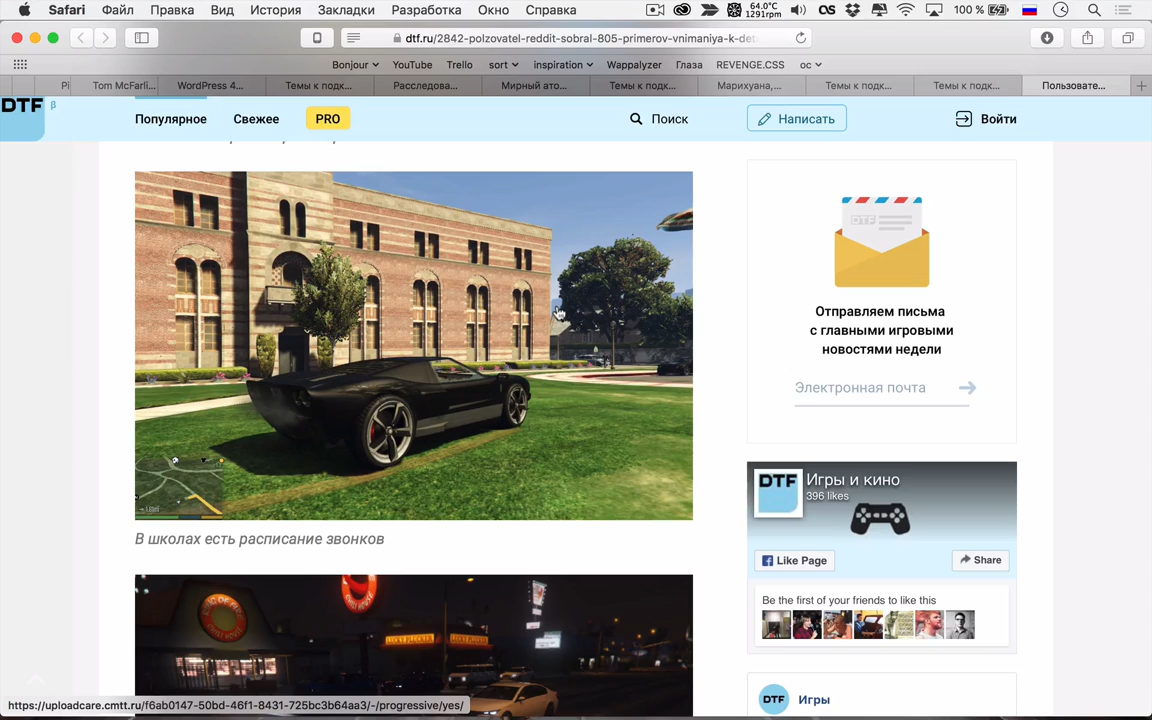 Safari Файл Правка Вид История Закладки Разработка Окно Справка 64.0°C 1291rpm 100 %
dtf.ru/2842-polzovatel-reddit-sobral-805-primerov-vnimaniya-k-det
Bonjour YouTube Trello sort inspiration Wappalyzer Глаза REVENGE.CSS ос
Pi Tom McFarli... WordPress 4... Темы к подк... Расследова... Мирный ато... Темы к подк... Марихуана,... Темы к подк... Темы к подк... Пользовате...
DTF β Популярное Свежее PRO Поиск Написать Войти
DTF
Отправляем письма
с главными игровыми
новостями недели
Электронная почта
В школах есть расписание звонков
DTF Игры и кино
396 likes
Like Page Share
Be the first of your friends to like this
DTF Игры
https://uploadcare.cmtt.ru/f6ab0147-50bd-46f1-8431-725bc3b64aa3/-/progressive/yes/